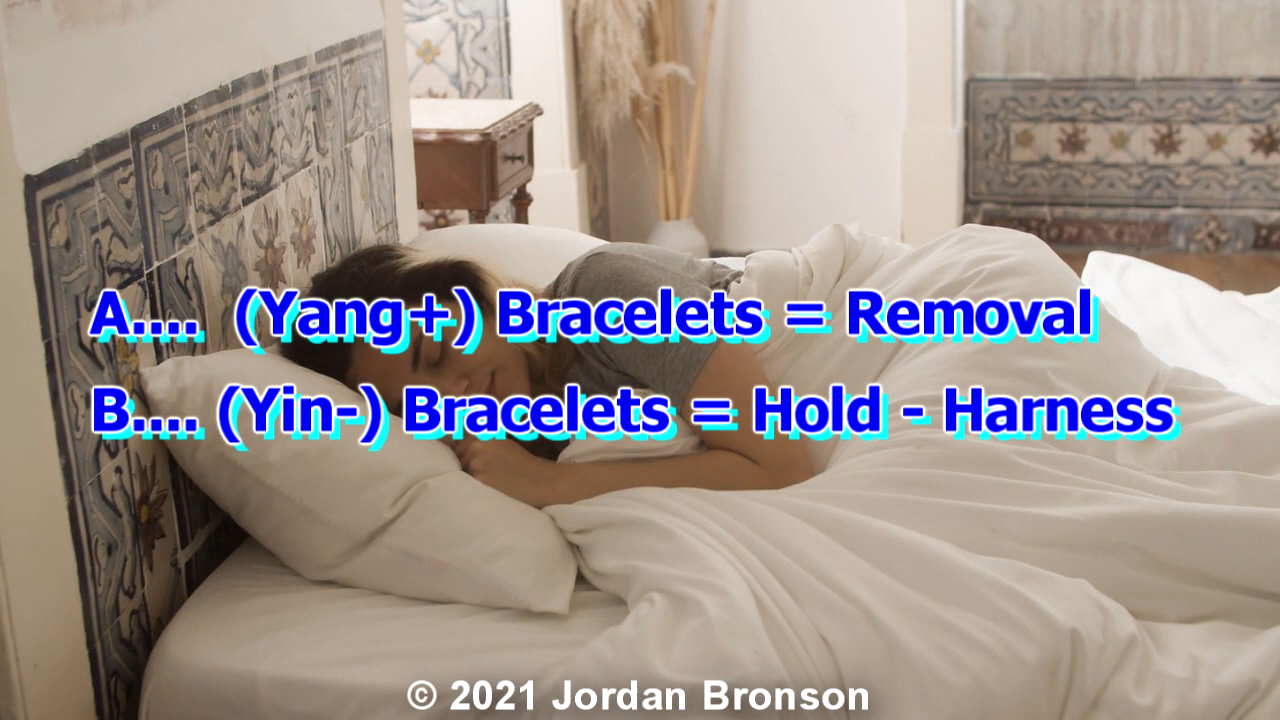 A.... (Yang+) Bracelets = Removal
B.... (Yin-) Bracelets = Hold - Harness
© 2021 Jordan Bronson